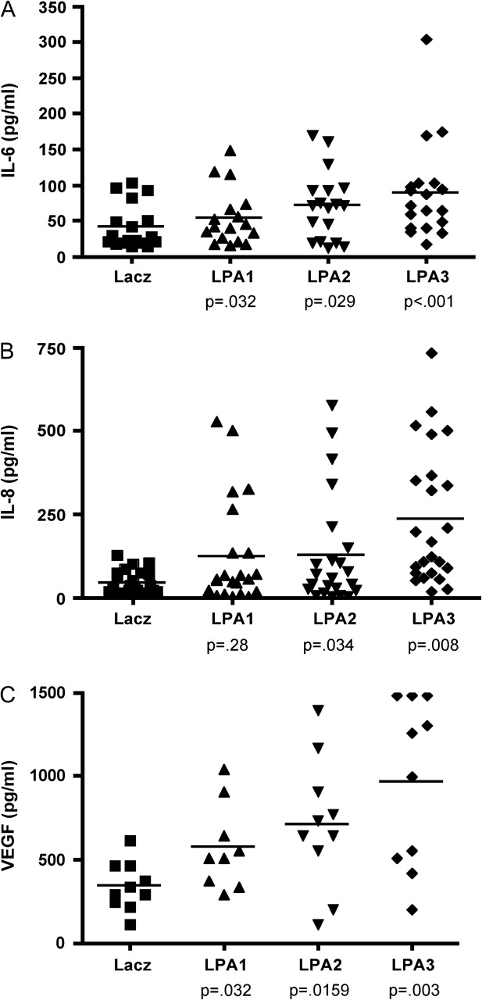 A
IL-6 (pg/ml)
350
300
250
200
150
100
50
0
Lacz LPA1 LPA2 LPA3
p=.032 p=.029 p<.001
B
IL-8 (pg/ml)
750
500
250
0
Lacz LPA1 LPA2 LPA3
p=.28 p=.034 p=.008
C
VEGF (pg/ml)
1500
1000
500
0
Lacz LPA1 LPA2 LPA3
p=.032 p=.0159 p=.003